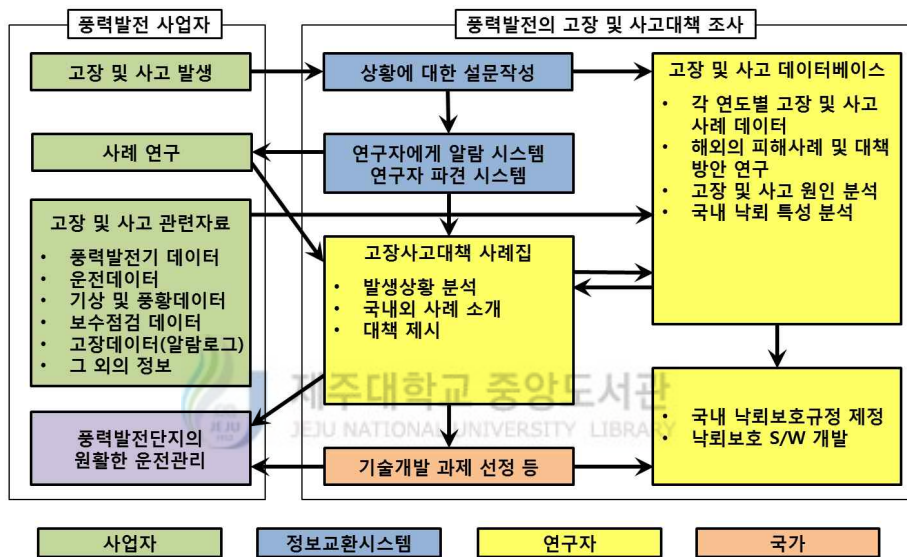 풍력발전 사업자
고장 및 사고 발생
사례 연구
고장 및 사고 관련자료
• 풍력발전기 데이터
• 운전데이터
• 기상 및 풍황데이터
• 보수점검 데이터
• 고장데이터(알람로그)
• 그 외의 정보
풍력발전단지의
원활한 운전관리
풍력발전의 고장 및 사고대책 조사
상황에 대한 설문작성
연구자에게 알람 시스템
연구자 파견 시스템
고장사고대책 사례집
• 발생상황 분석
• 국내외 사례 소개
• 대책 제시
기술개발 과제 선정 등
고장 및 사고 데이터베이스
• 각 연도별 고장 및 사고
사례 데이터
• 해외의 피해사례 및 대책
방안 연구
• 고장 및 사고 원인 분석
• 국내 낙뢰 특성 분석
• 국내 낙뢰보호규정 제정
• 낙뢰보호 S/W 개발
제주대학교 중앙도서관
JEJU NATIONAL UNIVERSITY LIBRARY
JEJU
사업자
정보교환시스템
연구자
국가